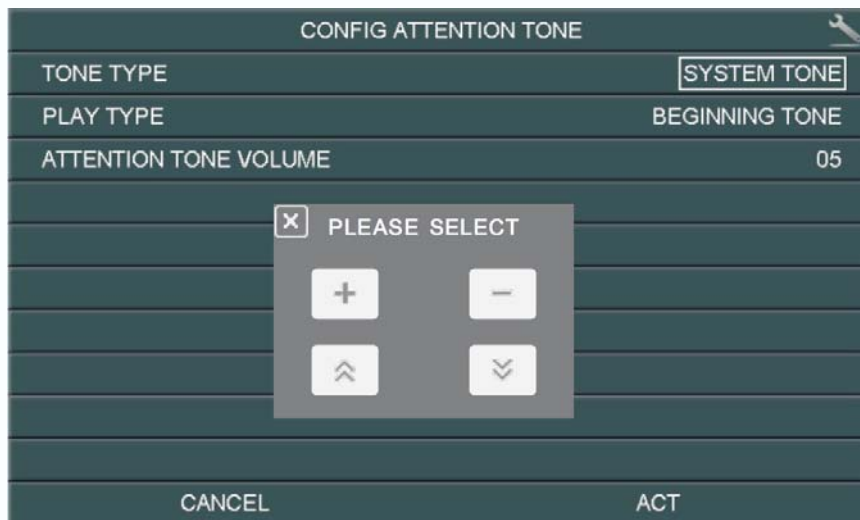 CONFIG ATTENTION TONE
TONE TYPE SYSTEM TONE
PLAY TYPE BEGINNING TONE
ATTENTION TONE VOLUME 05
PLEASE SELECT
CANCEL ACT